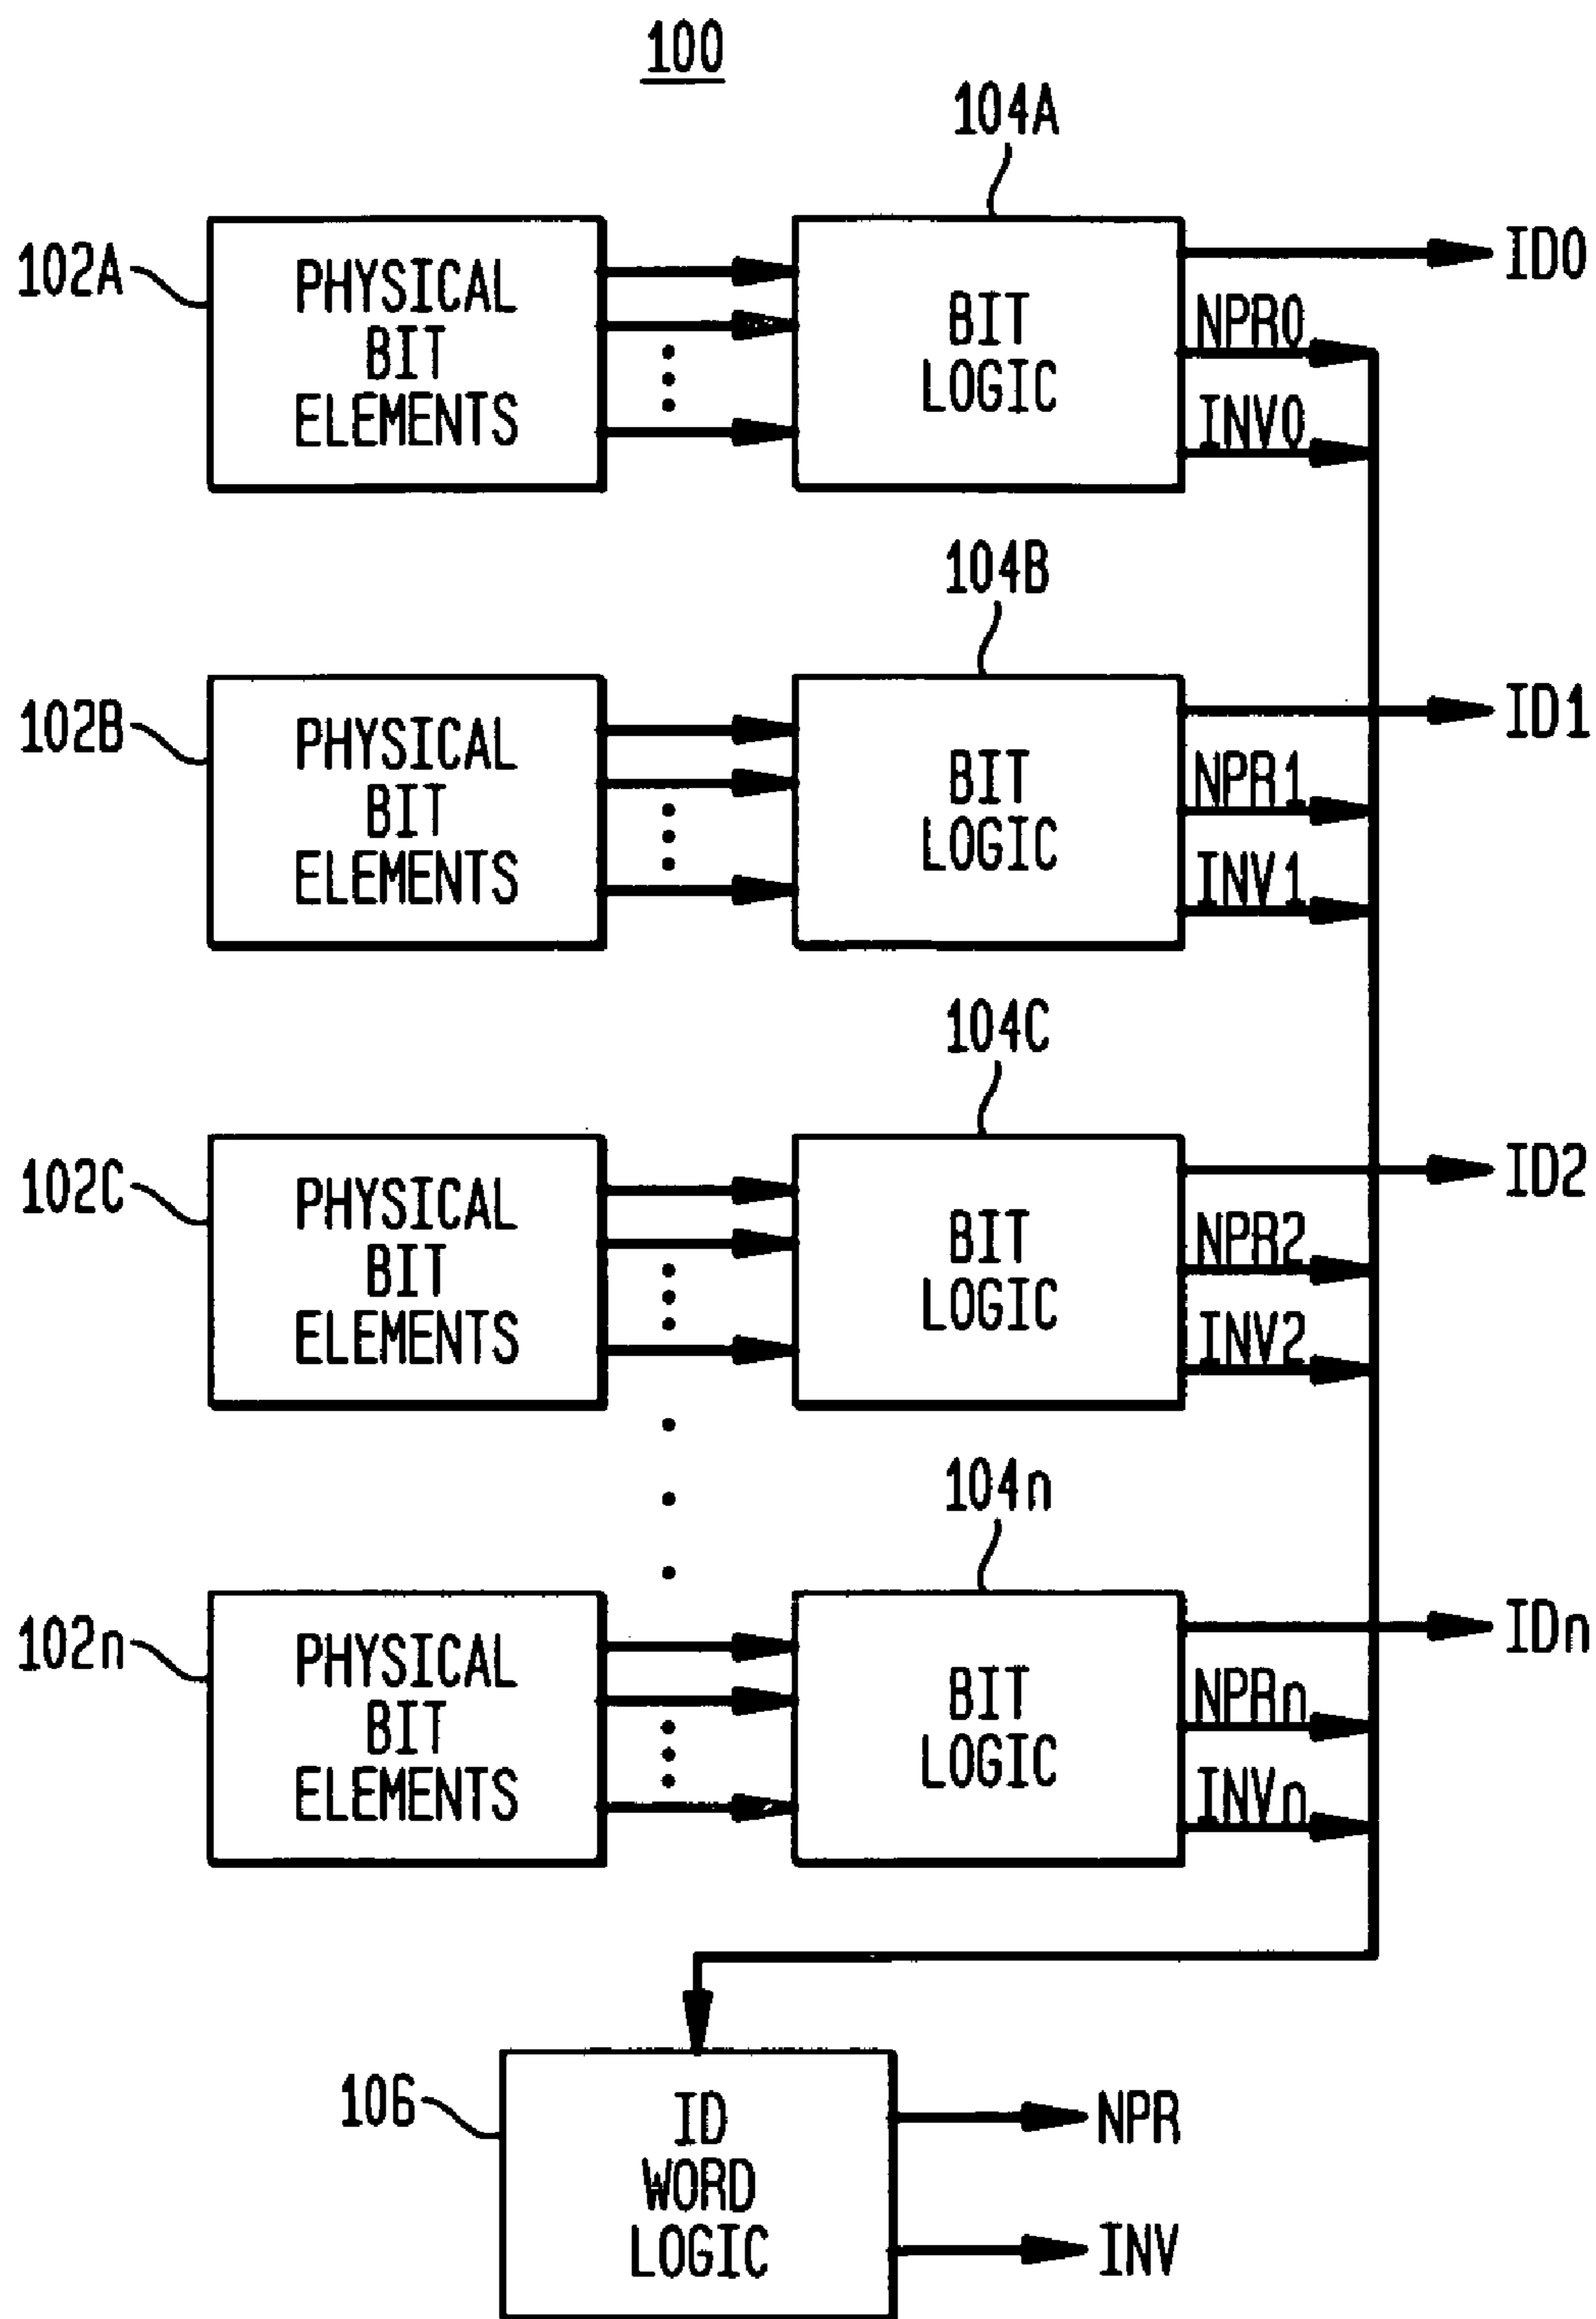 100
104A
102A
PHYSICAL
BIT
ELEMENTS
BIT
LOGIC
ID0
NPR0
INV0
104B
102B
PHYSICAL
BIT
ELEMENTS
BIT
LOGIC
ID1
NPR1
INV1
104C
102C
PHYSICAL
BIT
ELEMENTS
BIT
LOGIC
ID2
NPR2
INV2
104n
102n
PHYSICAL
BIT
ELEMENTS
BIT
LOGIC
IDn
NPRn
INVn
106
ID
WORD
LOGIC
NPR
INV